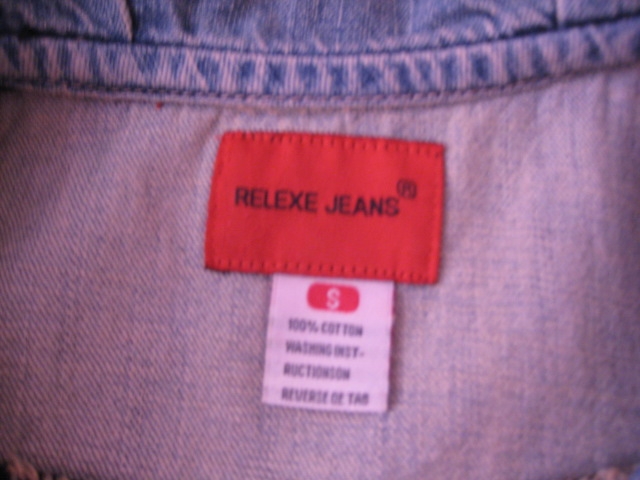 RELEXE JEANS®
S
100% COTTON
WASHING INST-
RUCTIONSON
REVERSE OF TAB